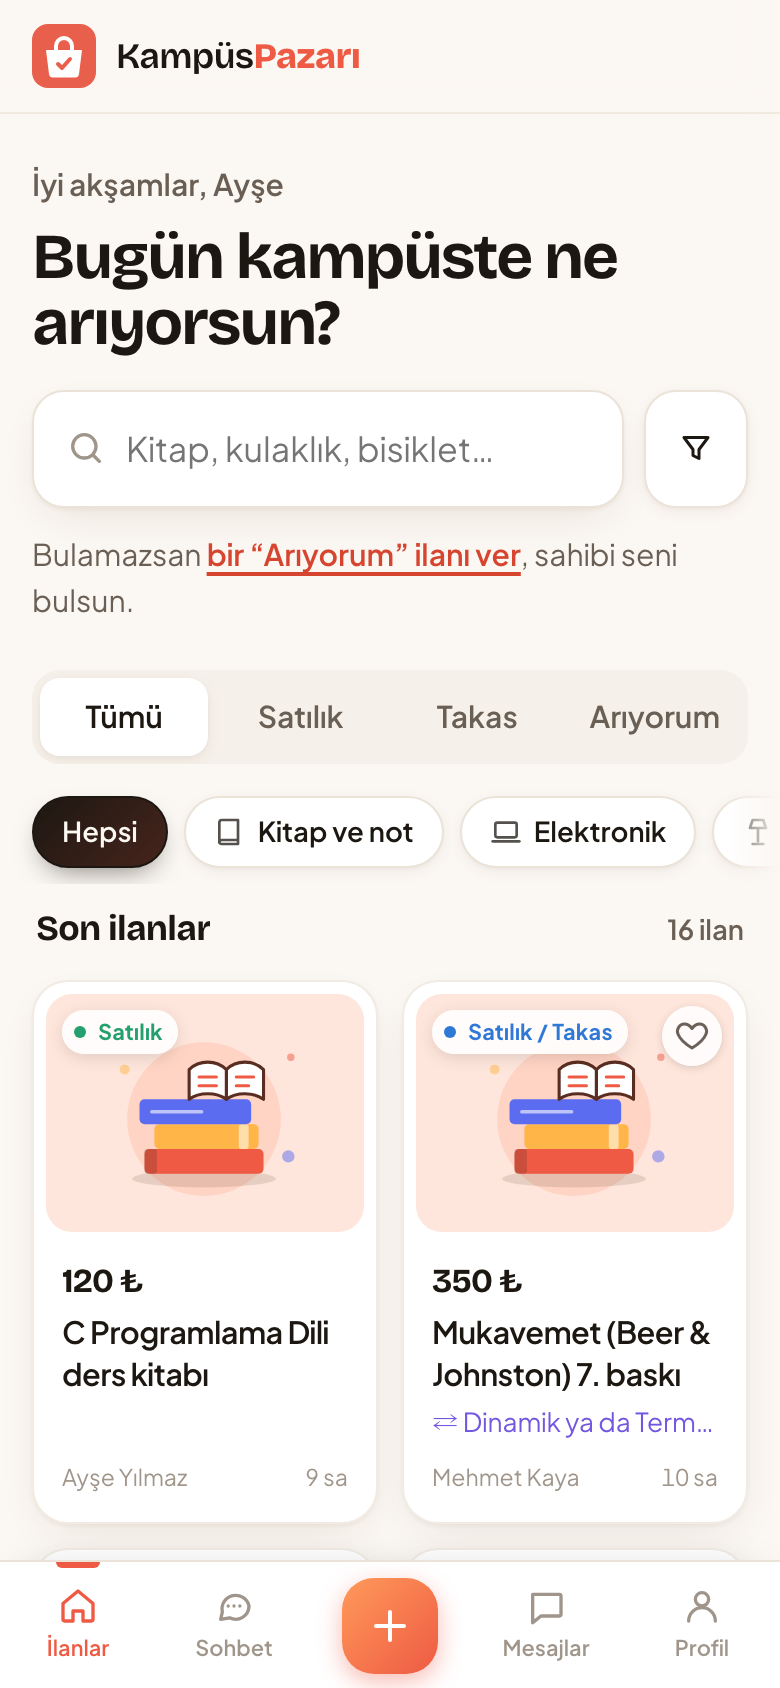 KampüsPazarı
İyi akşamlar, Ayşe
Bugün kampüste ne
arıyorsun?
Kitap, kulaklık, bisiklet...
Bulamazsan bir “Arıyorum” ilanı ver, sahibi seni
bulsun.
Tümü Satılık Takas Arıyorum
Hepsi Kitap ve not Elektronik
Son ilanlar 16 ilan
Satılık
120 ₺
C Programlama Dili
ders kitabı
Ayşe Yılmaz 9 sa
Satılık / Takas
350 ₺
Mukavemet (Beer &
Johnston) 7. baskı
⇄ Dinamik ya da Term...
Mehmet Kaya 10 sa
İlanlar Sohbet Mesajlar Profil